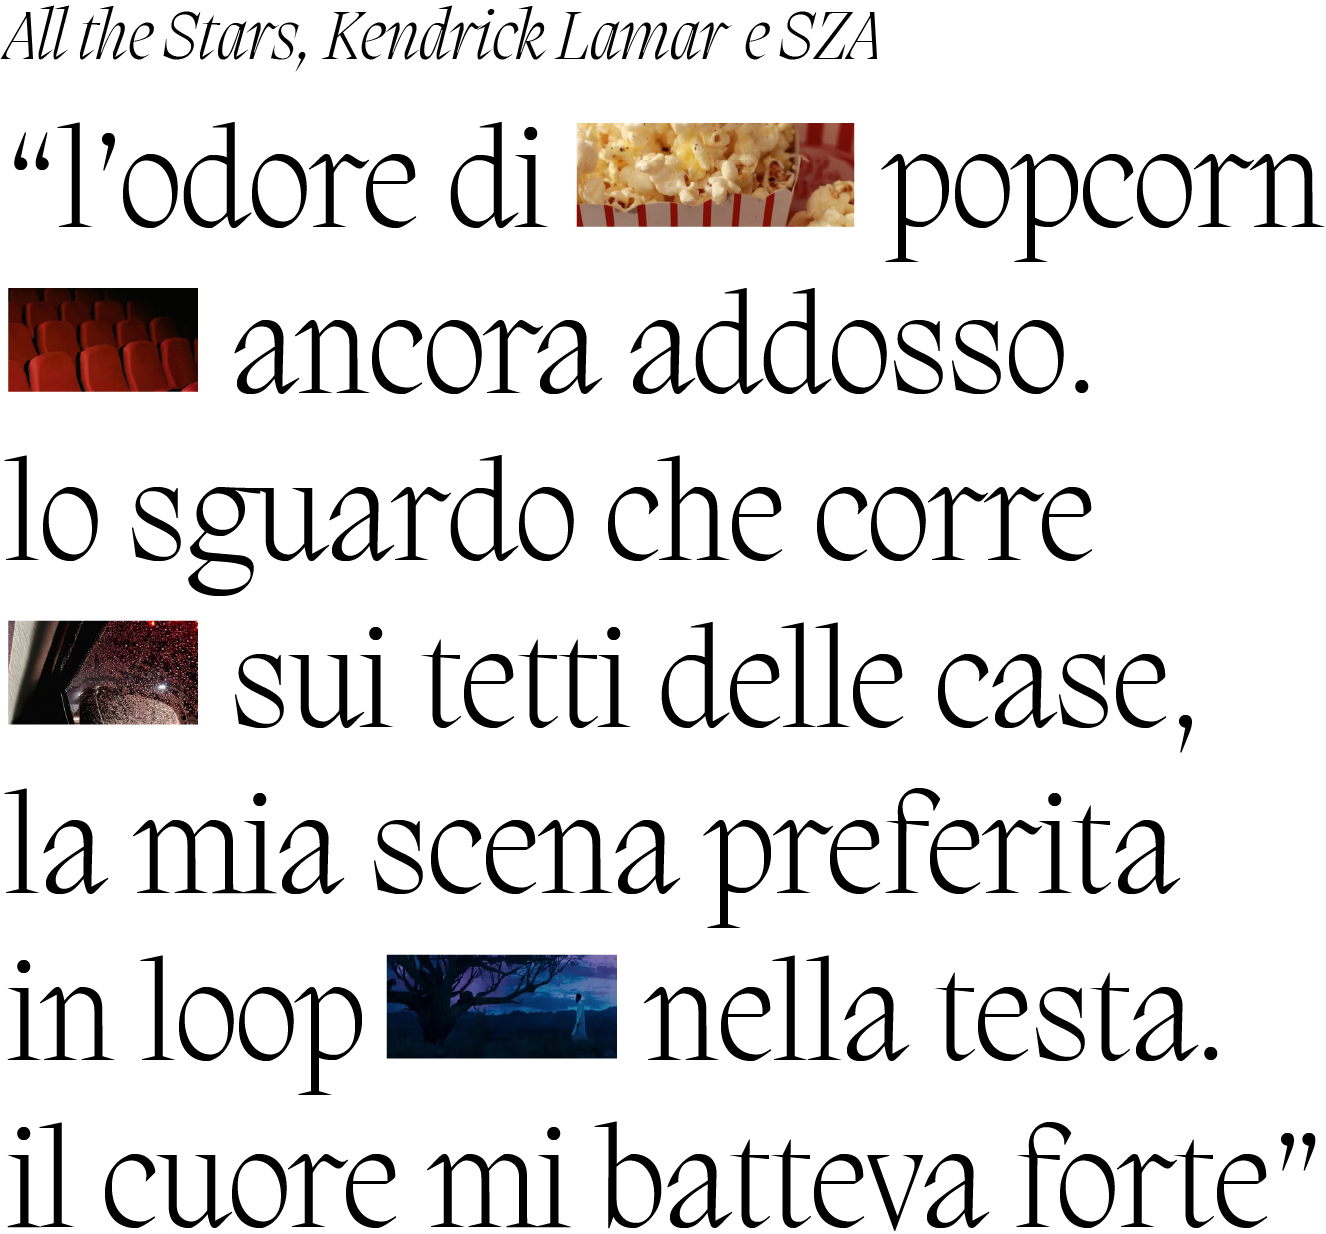 All the Stars, Kendrick Lamar e SZA
“l’odore di popcorn
ancora addosso.
lo sguardo che corre
sui tetti delle case,
la mia scena preferita
in loop nella testa.
il cuore mi batteva forte”